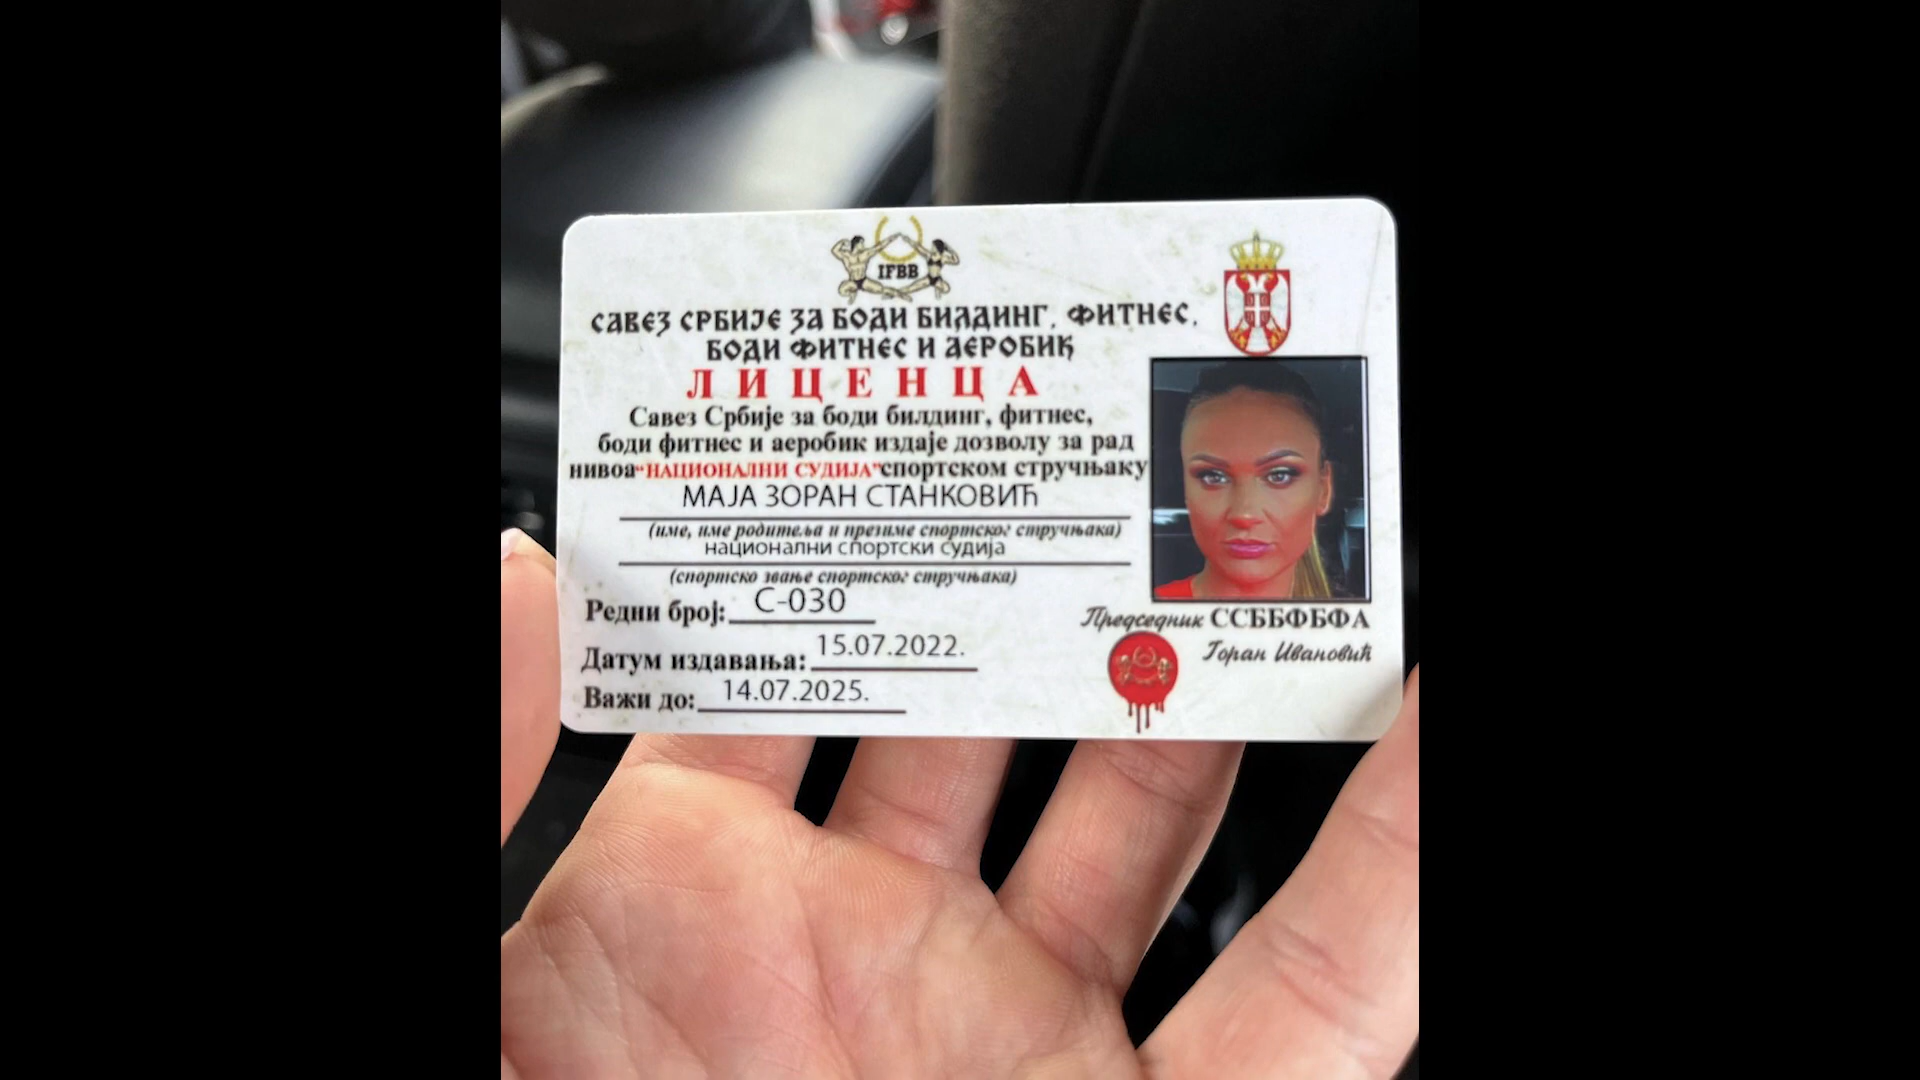 IFBB
САВЕЗ СРБИЈЕ ЗА БОДИ БИЛДИНГ, ФИТНЕС,
БОДИ ФИТНЕС И АЕРОБИК
ЛИЦЕНЦА
Савез Србије за боди билдинг, фитнес,
боди фитнес и аеробик издаје дозволу за рад
нивоа“НАЦИОНАЛНИ СУДИЈА”спортском стручњаку
МАЈА ЗОРАН СТАНКОВИЋ
(име, име родитеља и презиме спортског стручњака)
национални спортски судија
(спортско звање спортског стручњака)
Редни број: С-030
Датум издавања: 15.07.2022.
Важи до: 14.07.2025.
Председник ССББФБФА
Горан Ивановић